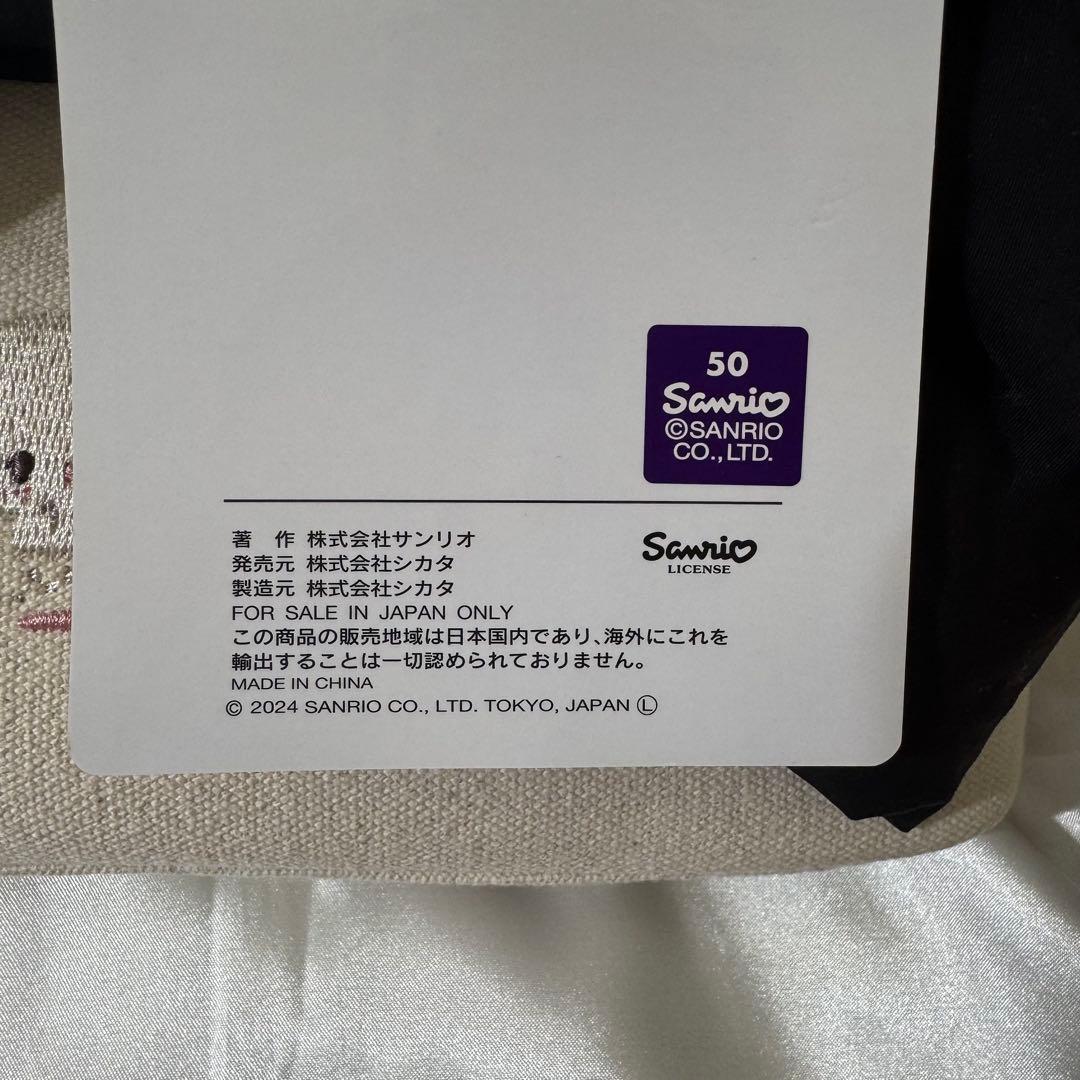 50
Sanrio
©SANRIO
CO.,LTD.
著　作 株式会社サンリオ
発売元 株式会社シカタ
製造元 株式会社シカタ
Sanrio
LICENSE
FOR SALE IN JAPAN ONLY
この商品の販売地域は日本国内であり、海外にこれを
輸出することは一切認められておりません。
MADE IN CHINA
© 2024 SANRIO CO., LTD. TOKYO, JAPAN Ⓛ